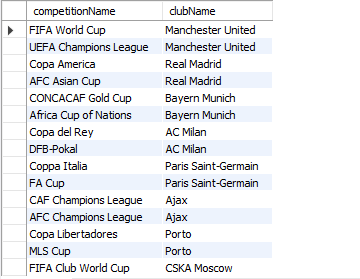 competitionName clubName
FIFA World Cup Manchester United
UEFA Champions League Manchester United
Copa America Real Madrid
AFC Asian Cup Real Madrid
CONCACAF Gold Cup Bayern Munich
Africa Cup of Nations Bayern Munich
Copa del Rey AC Milan
DFB-Pokal AC Milan
Coppa Italia Paris Saint-Germain
FA Cup Paris Saint-Germain
CAF Champions League Ajax
AFC Champions League Ajax
Copa Libertadores Porto
MLS Cup Porto
FIFA Club World Cup CSKA Moscow